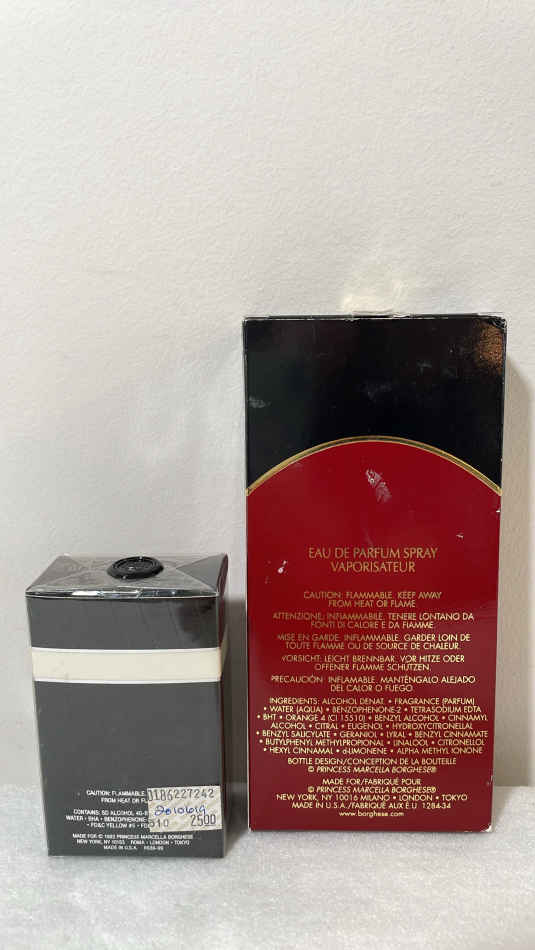 EAU DE PARFUM SPRAY
VAPORISATEUR
CAUTION: FLAMMABLE, KEEP AWAY
FROM HEAT OR FLAME.
ATTENZIONE: INFIAMMABILE. TENERE LONTANO DA
FONTI DI CALORE E DA FIAMME.
MISE EN GARDE: INFLAMMABLE. GARDER LOIN DE
TOUTE FLAMME OU DE SOURCE DE CHALEUR.
VORSICHT: LEICHT BRENNBAR. VOR HITZE ODER
OFFENER FLAMME SCHÜTZEN.
PRECAUCIÓN: INFLAMABLE. MANTÉNGALO ALEJADO
DEL CALOR O FUEGO.
INGREDIENTS: ALCOHOL DENAT. • FRAGRANCE (PARFUM)
• WATER (AQUA) • BENZOPHENONE-2 • TETRASODIUM EDTA
• BHT • ORANGE 4 (CI 15510) • BENZYL ALCOHOL • CINNAMYL
ALCOHOL • CITRAL • EUGENOL • HYDROXYCITRONELLAL
• BENZYL SALICYLATE • GERANIOL • LYRAL • BENZYL CINNAMATE
• BUTYLPHENYL METHYLPROPIONAL • LINALOOL • CITRONELLOL
• HEXYL CINNAMAL • d-LIMONENE • ALPHA METHYL IONONE
BOTTLE DESIGN/CONCEPTION DE LA BOUTEILLE
© PRINCESS MARCELLA BORGHESE®
MADE FOR/FABRIQUÉ POUR
© PRINCESS MARCELLA BORGHESE®
NEW YORK, NY 10016 MILANO • LONDON • TOKYO
MADE IN U.S.A./FABRIQUÉ AUX É.U 1284-34
www.borghese.com
CAUTION: FLAMMABLE
FROM HEAT OR
0186227242
CONTAINS: SD ALCOHOL 40-B
WATER • BHA • BENZOPHENONE-
• FD&C YELLOW #5 •
310 2500
MADE FOR © 1983 PRINCESS MARCELLA BORGHESE
NEW YORK, NY 10153 ROMA • LONDON • TOKYO
MADE IN U.S.A.